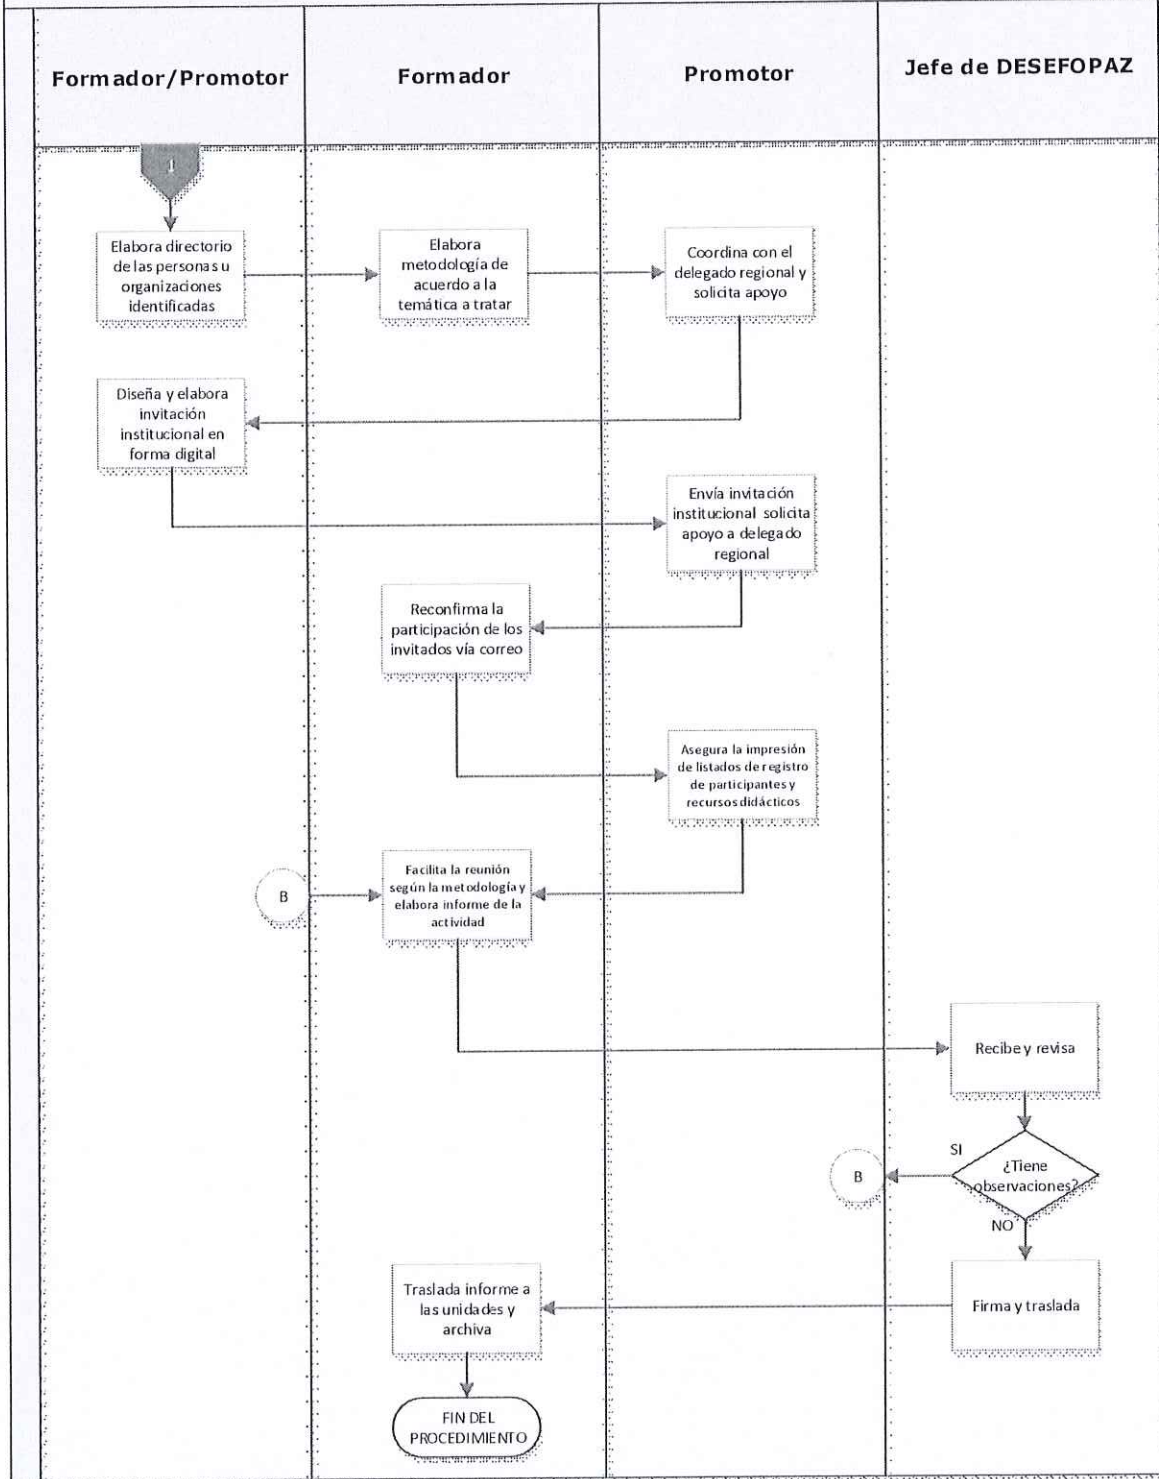 Formador/Promotor
Formador
Promotor
Jefe de DESEFOPAZ
Elabora directorio
de las personas u
organizaciones
identificadas
Elabora
metodología de
acuerdo a la
temática a tratar
Coordina con el
delegado regional y
solicita apoyo
Diseña y elabora
invitación
institucional en
forma digital
Envía invitación
institucional solicita
apoyo a delegado
regional
Reconfirma la
participación de los
invitados vía correo
Asegura la impresión
de listados de registro
de participantes y
recursos didácticos
B
Facilita la reunión
según la metodología y
elabora informe de la
actividad
Recibe y revisa
SI
¿Tiene
observaciones?
B
NO
Firma y traslada
Traslada informe a
las unidades y
archiva
FIN DEL
PROCEDIMIENTO